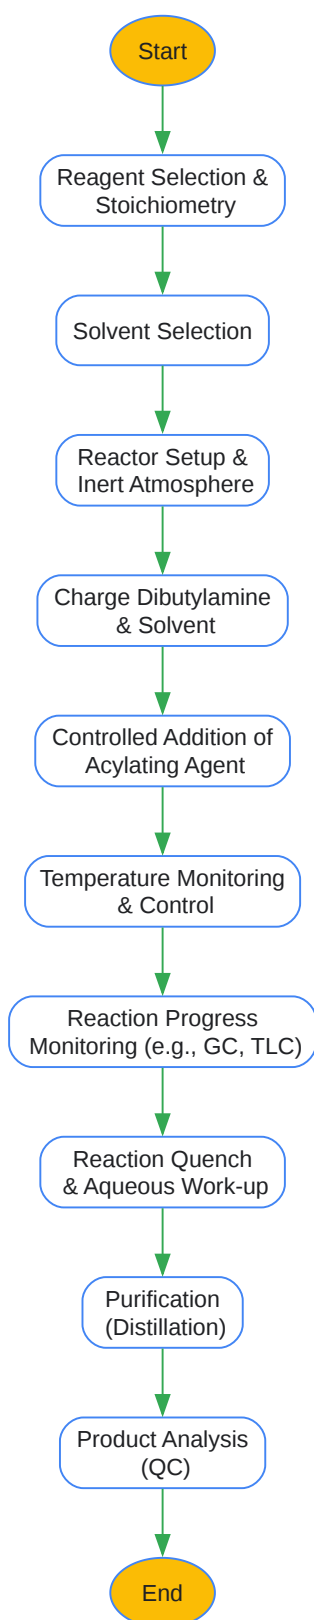 Start
Reagent Selection &
Stoichiometry
Solvent Selection
Reactor Setup &
Inert Atmosphere
Charge Dibutylamine
& Solvent
Controlled Addition of
Acylating Agent
Temperature Monitoring
& Control
Reaction Progress
Monitoring (e.g., GC, TLC)
Reaction Quench
& Aqueous Work-up
Purification
(Distillation)
Product Analysis
(QC)
End